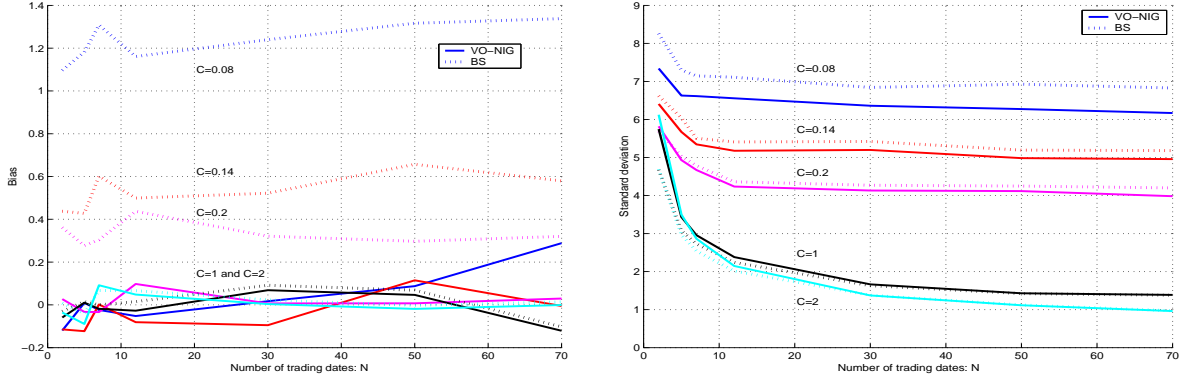 1.4
1.2
1
0.8
0.6
0.4
0.2
0
−0.2
Bias
0
10
20
30
40
50
60
70
Number of trading dates: N
VO−NIG
BS
C=0.08
C=0.14
C=0.2
C=1 and C=2
9
8
7
6
5
4
3
2
1
0
Standard deviation
0
10
20
30
40
50
60
70
Number of trading dates: N
VO−NIG
BS
C=0.08
C=0.14
C=0.2
C=1
C=2